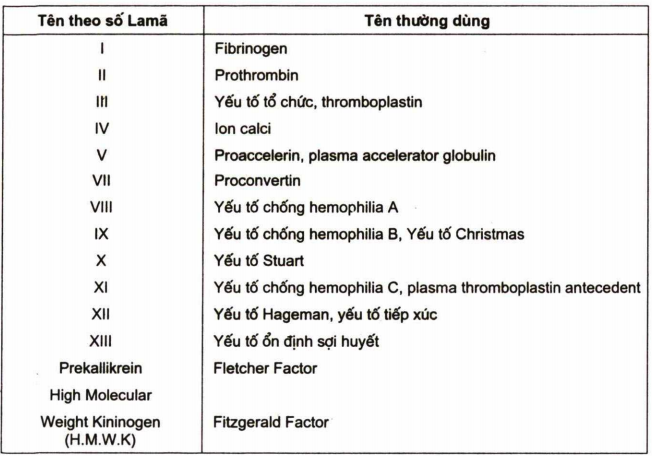 Tên theo số Lamã Tên thường dùng
I Fibrinogen
II Prothrombin
III Yếu tố tổ chức, thromboplastin
IV Ion calci
V Proaccelerin, plasma accelerator globulin
VII Proconvertin
VIII Yếu tố chống hemophilia A
IX Yếu tố chống hemophilia B, Yếu tố Christmas
X Yếu tố Stuart
XI Yếu tố chống hemophilia C, plasma thromboplastin antecedent
XII Yếu tố Hageman, yếu tố tiếp xúc
XIII Yếu tố ổn định sợi huyết
Prekallikrein Fletcher Factor
High Molecular
Weight Kininogen Fitzgerald Factor
(H.M.W.K)